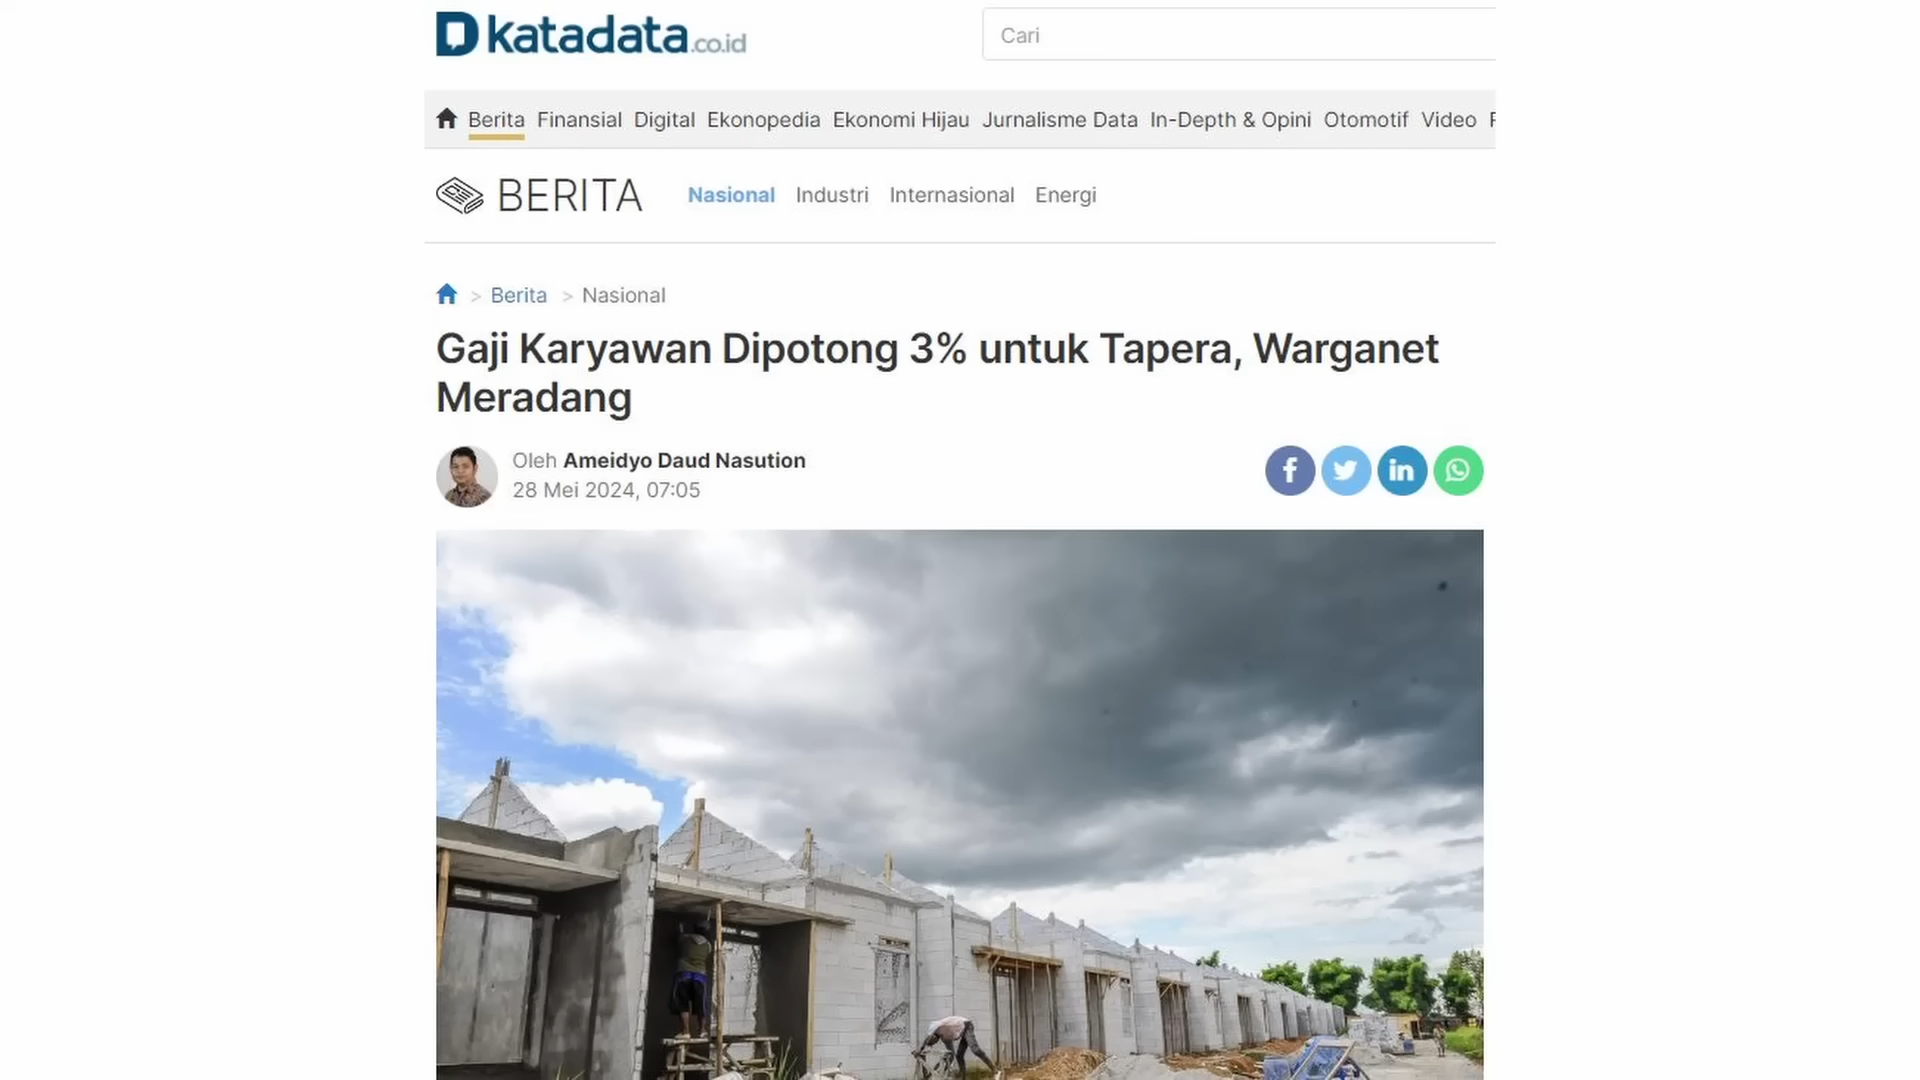 katadata.co.id
Cari
Berita Finansial Digital Ekonopedia Ekonomi Hijau Jurnalisme Data In-Depth & Opini Otomotif Video
BERITA Nasional Industri Internasional Energi
> Berita > Nasional
Gaji Karyawan Dipotong 3% untuk Tapera, Warganet
Meradang
Oleh Ameidyo Daud Nasution
28 Mei 2024, 07:05